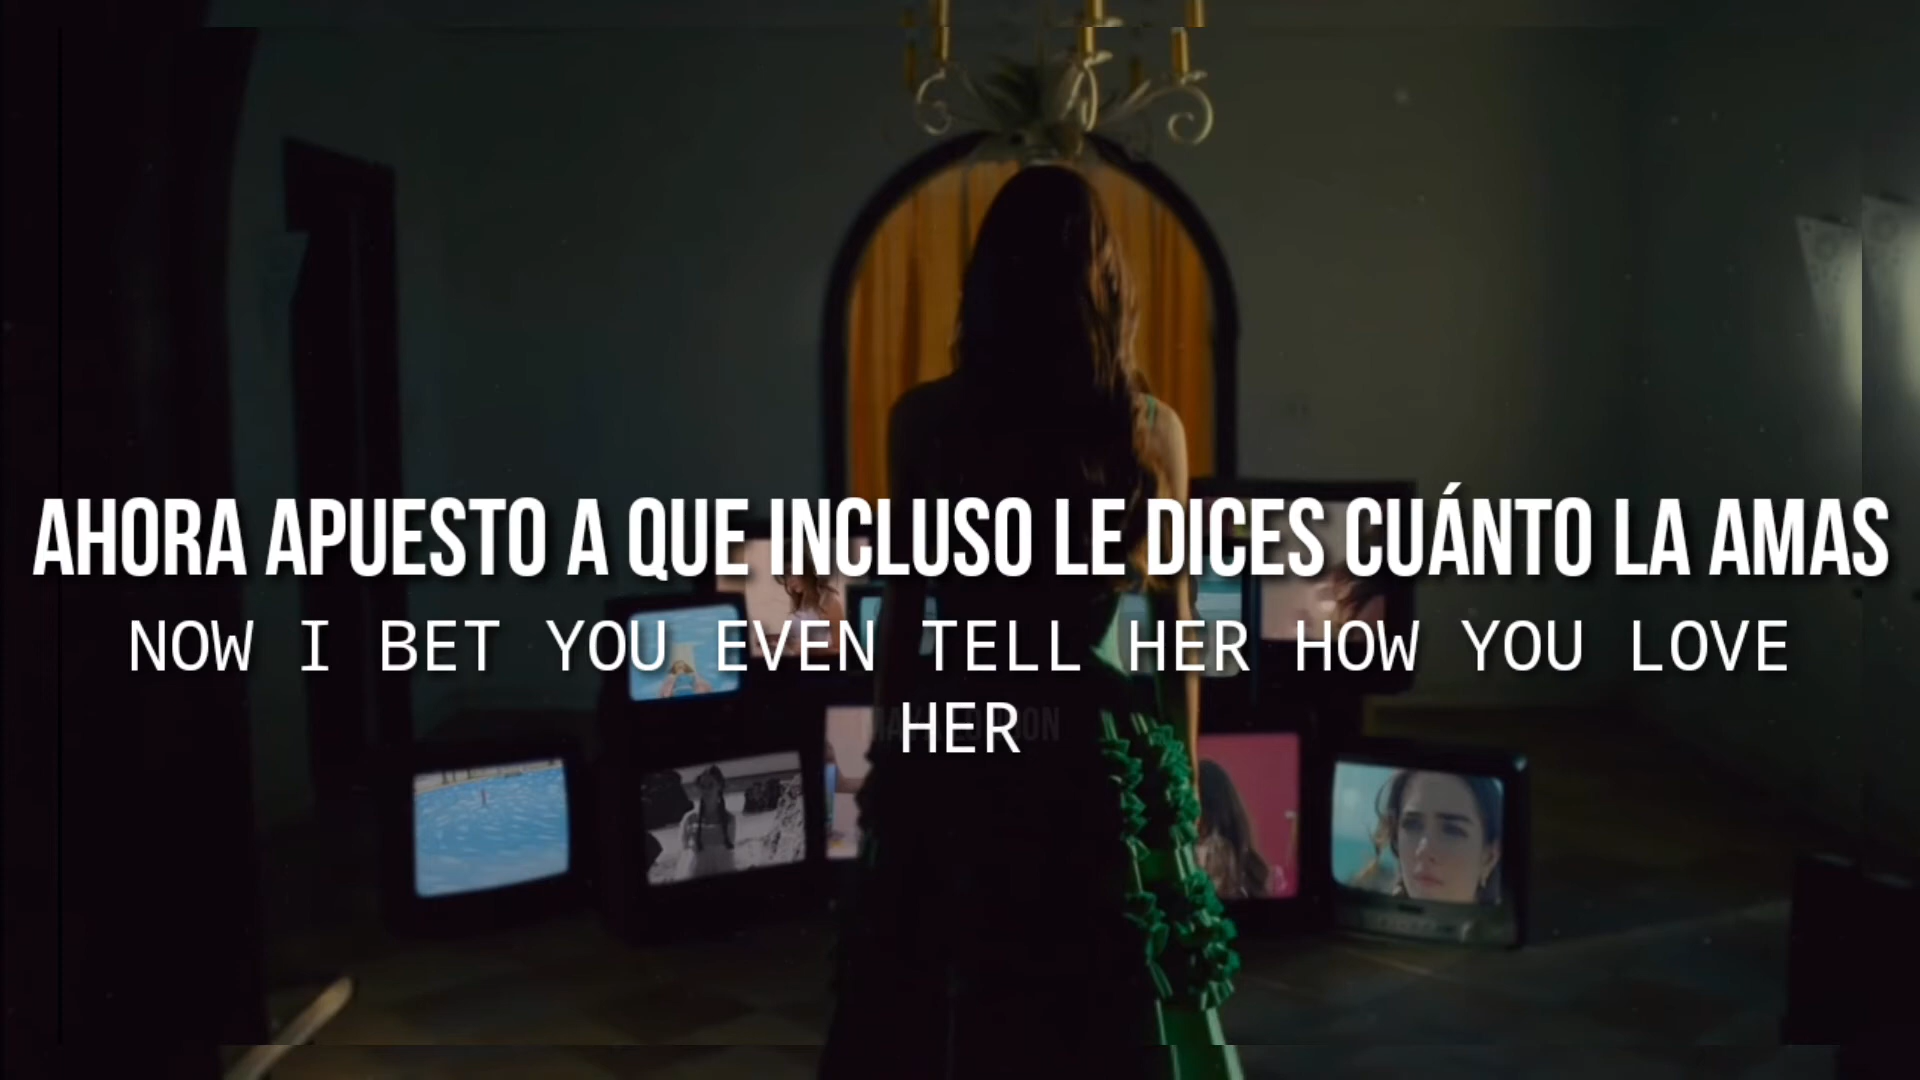 AHORA APUESTO A QUE INCLUSO LE DICES CUÁNTO LA AMAS
NOW I BET YOU EVEN TELL HER HOW YOU LOVE
HER